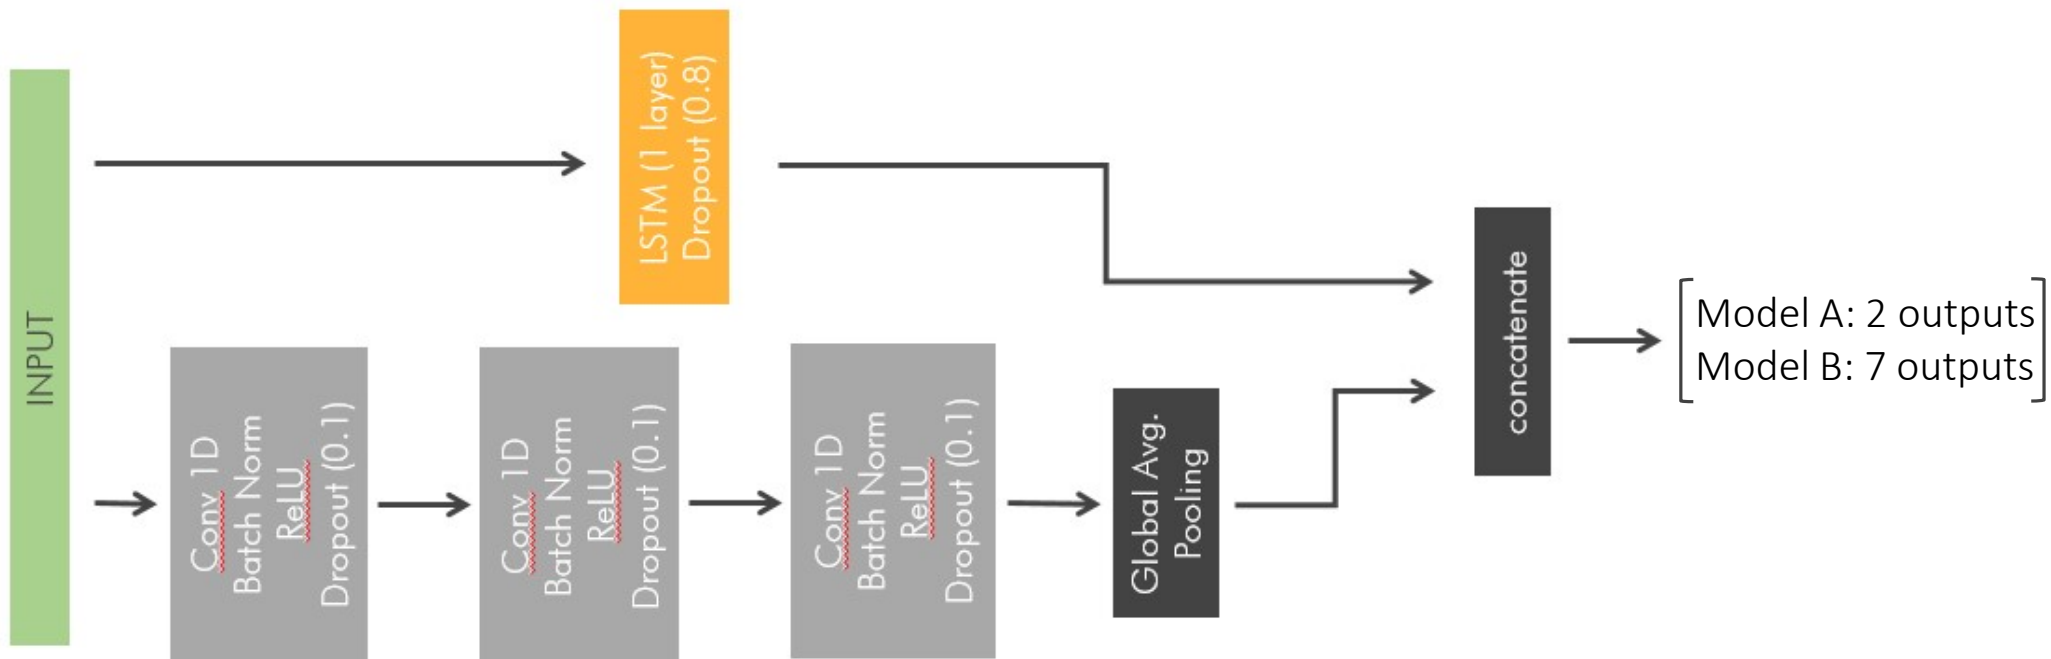 INPUT
LSTM (1 layer)
Dropout (0.8)
Conv 1D
Batch Norm
ReLU
Dropout (0.1)
Conv 1D
Batch Norm
ReLU
Dropout (0.1)
Conv 1D
Batch Norm
ReLU
Dropout (0.1)
Global Avg.
Pooling
concatenate
Model A: 2 outputs
Model B: 7 outputs